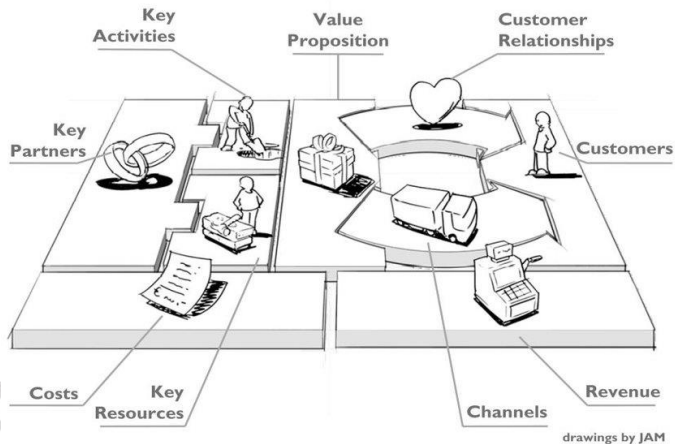 Key
Activities
Value
Proposition
Customer
Relationships
Key
Partners
Customers
Costs
Key
Resources
Channels
Revenue
drawings by JAM